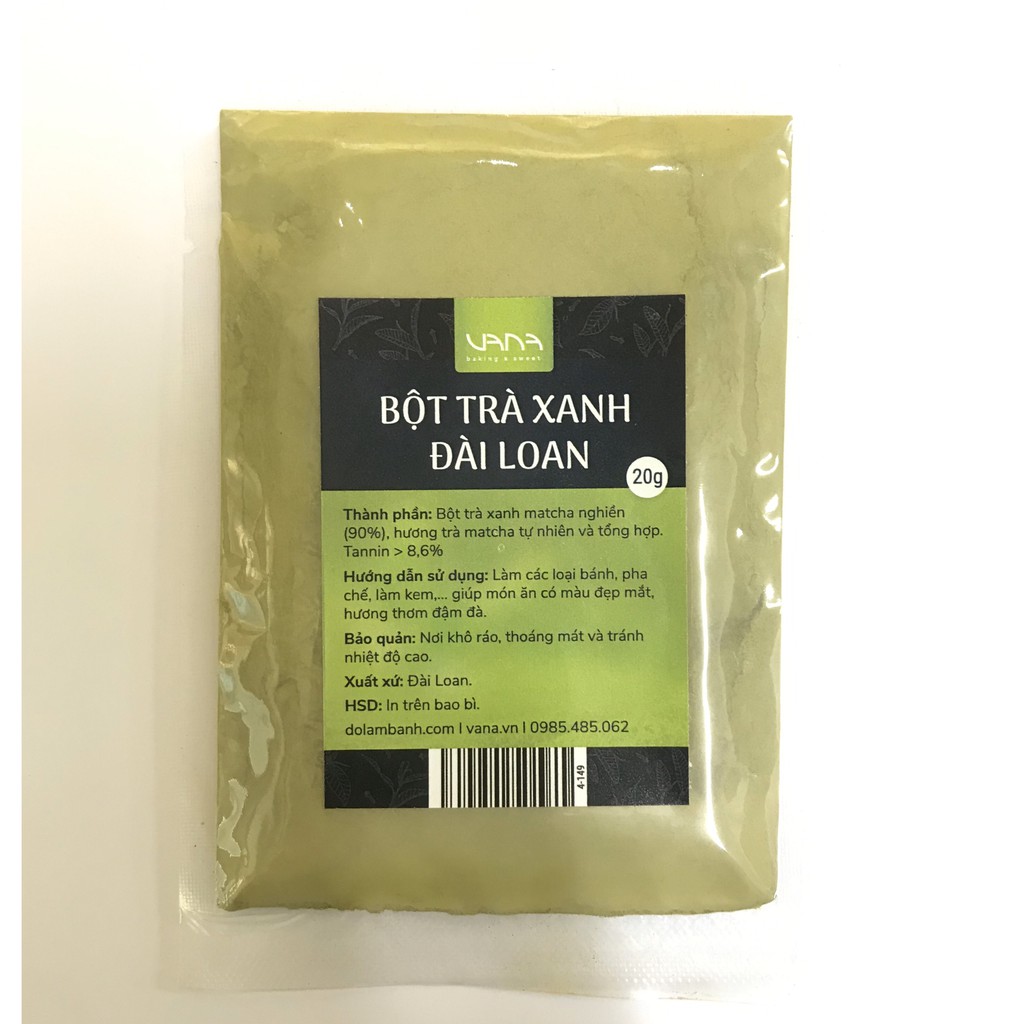 VANA
baking & sweet
BỘT TRÀ XANH
ĐÀI LOAN
20g
Thành phần: Bột trà xanh matcha nghiền
(90%), hương trà matcha tự nhiên và tổng hợp.
Tannin > 8,6%
Hướng dẫn sử dụng: Làm các loại bánh, pha
chế, làm kem,... giúp món ăn có màu đẹp mắt,
hương thơm đậm đà.
Bảo quản: Nơi khô ráo, thoáng mát và tránh
nhiệt độ cao.
Xuất xứ: Đài Loan.
HSD: In trên bao bì.
dolambanh.com I vana.vn I 0985.485.062
4-149